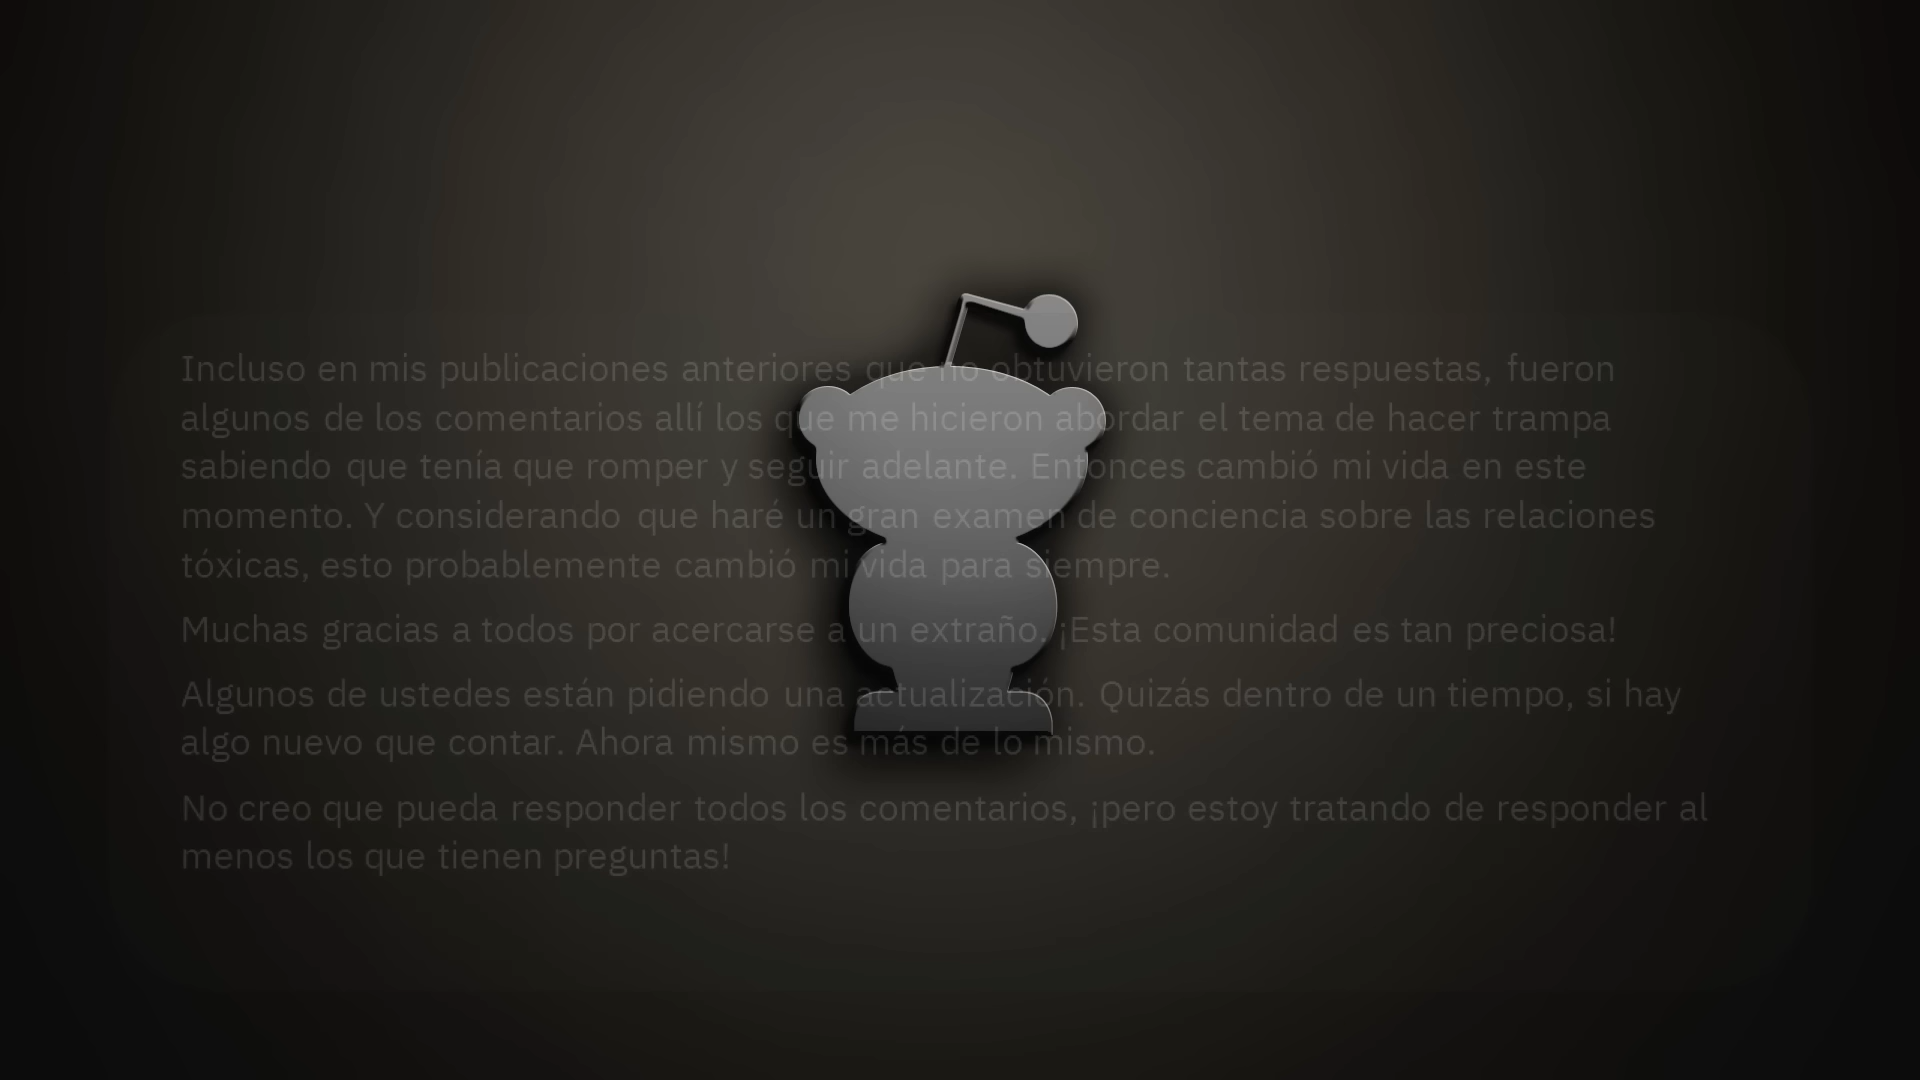 Incluso en mis publicaciones anteriores que no obtuvieron tantas respuestas, fueron
algunos de los comentarios allí los que me hicieron abordar el tema de hacer trampa
sabiendo que tenía que romper y seguir adelante. Entonces cambió mi vida en este
momento. Y considerando que haré un gran examen de conciencia sobre las relaciones
tóxicas, esto probablemente cambió mi vida para siempre.
Muchas gracias a todos por acercarse a un extraño. ¡Esta comunidad es tan preciosa!
Algunos de ustedes están pidiendo una actualización. Quizás dentro de un tiempo, si hay
algo nuevo que contar. Ahora mismo es más de lo mismo.
No creo que pueda responder todos los comentarios, ¡pero estoy tratando de responder al
menos los que tienen preguntas!